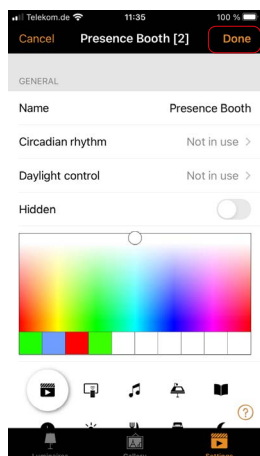 Telekom.de 11:35 100 %
Cancel Presence Booth [2] Done
GENERAL
Name Presence Booth
Circadian rhythm Not in use >
Daylight control Not in use >
Hidden
?
Luminaires Gallery Settings